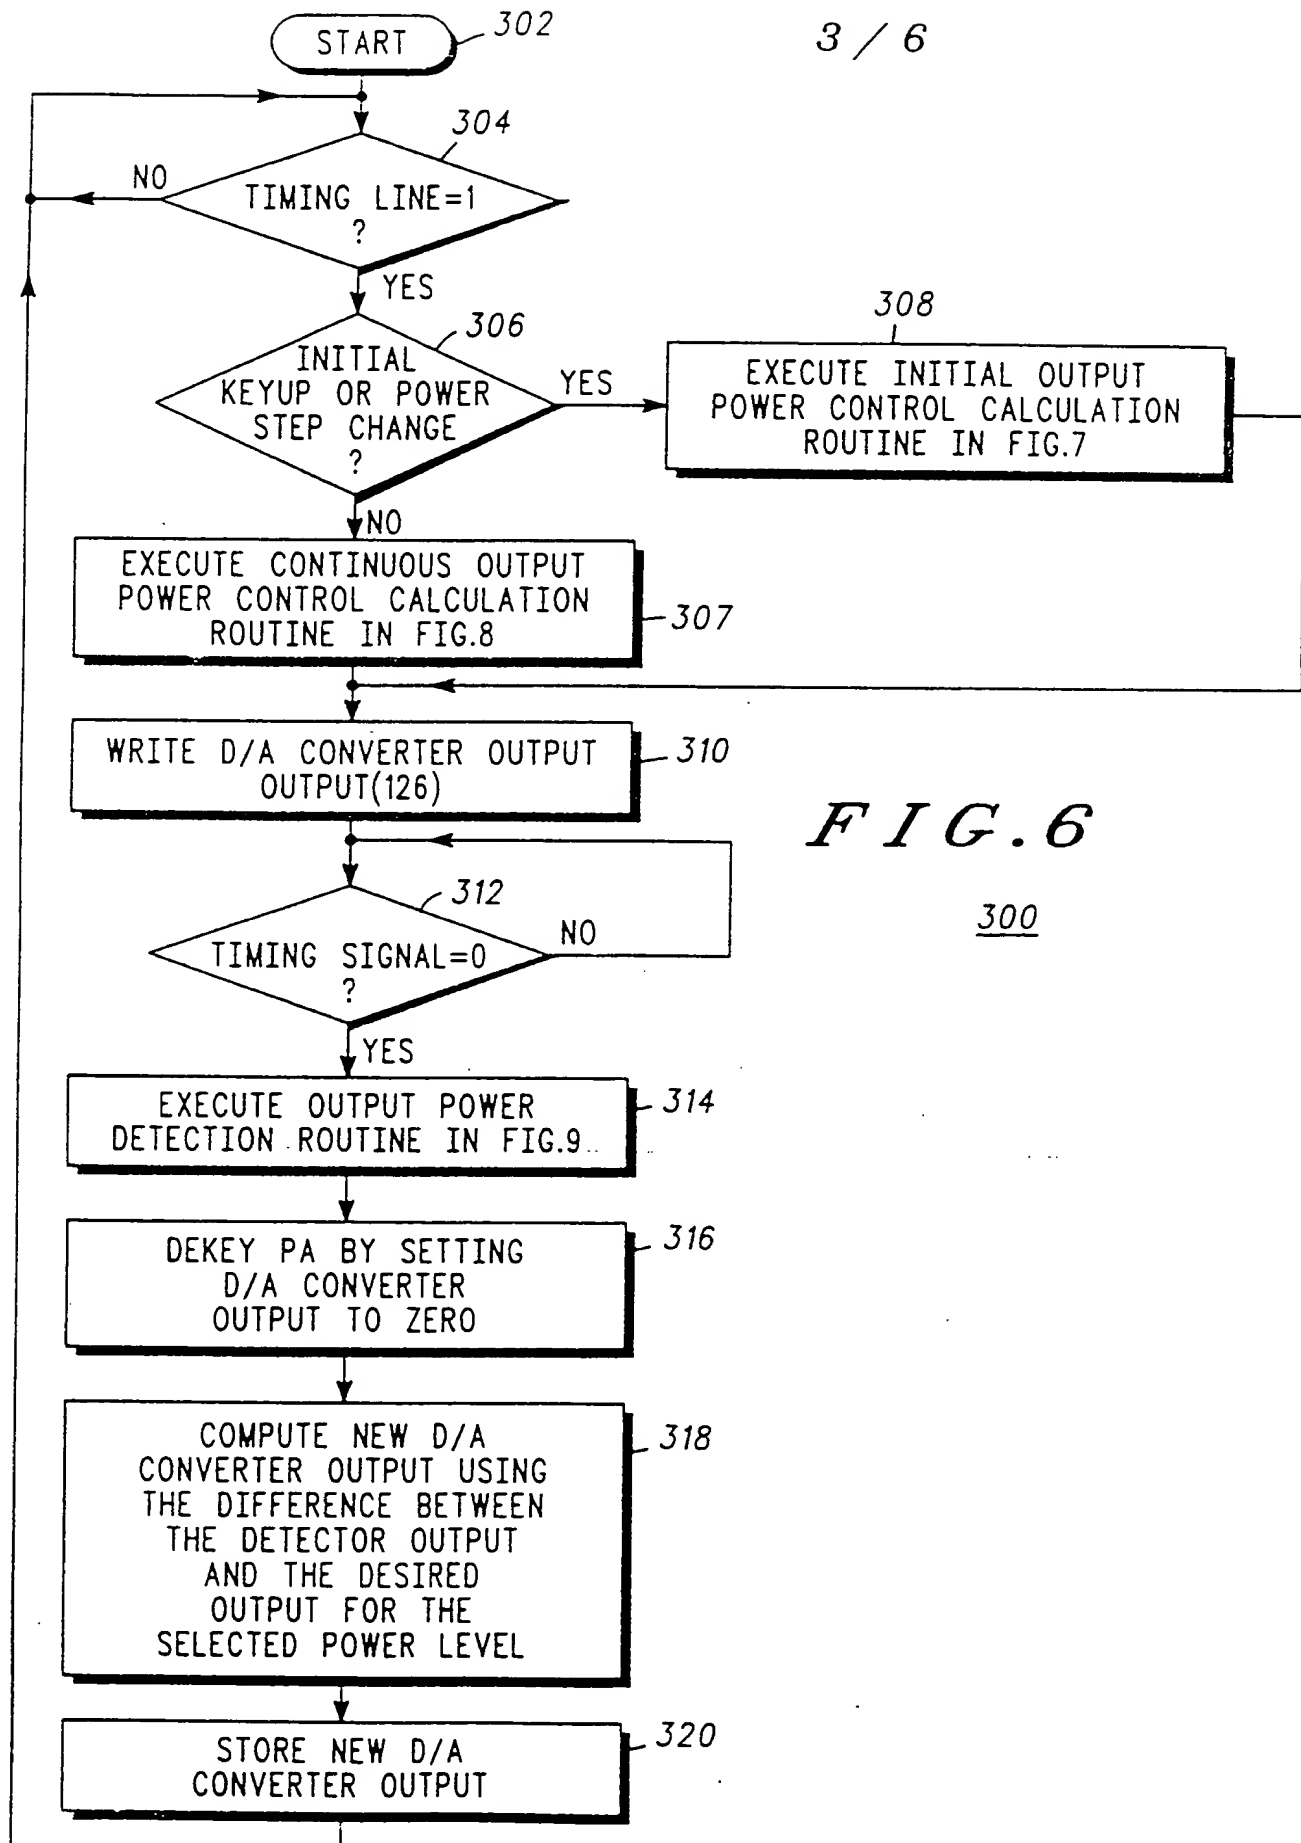 3 / 6
START
302
304
NO
TIMING LINE=1
?
YES
306
INITIAL
KEYUP OR POWER
STEP CHANGE
?
YES
308
EXECUTE INITIAL OUTPUT
POWER CONTROL CALCULATION
ROUTINE IN FIG.7
NO
EXECUTE CONTINUOUS OUTPUT
POWER CONTROL CALCULATION
ROUTINE IN FIG.8
307
WRITE D/A CONVERTER OUTPUT
OUTPUT(126)
310
FIG.6
300
312
TIMING SIGNAL=0
?
NO
YES
EXECUTE OUTPUT POWER
DETECTION ROUTINE IN FIG.9
314
DEKEY PA BY SETTING
D/A CONVERTER
OUTPUT TO ZERO
316
COMPUTE NEW D/A
CONVERTER OUTPUT USING
THE DIFFERENCE BETWEEN
THE DETECTOR OUTPUT
AND THE DESIRED
OUTPUT FOR THE
SELECTED POWER LEVEL
318
STORE NEW D/A
CONVERTER OUTPUT
320